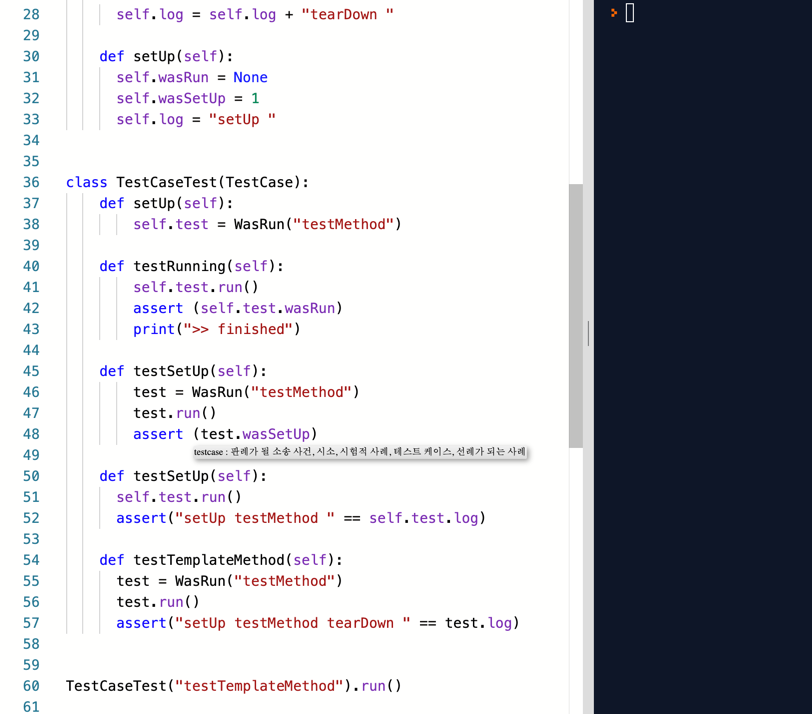 28 self.log = self.log + "tearDown "
29
30 def setUp(self):
31 self.wasRun = None
32 self.wasSetUp = 1
33 self.log = "setUp "
34
35
36 class TestCaseTest(TestCase):
37 def setUp(self):
38 self.test = WasRun("testMethod")
39
40 def testRunning(self):
41 self.test.run()
42 assert (self.test.wasRun)
43 print(">> finished")
44
45 def testSetUp(self):
46 test = WasRun("testMethod")
47 test.run()
48 assert (test.wasSetUp)
testcase : 판례가 될 소송 사건, 시소, 시험적 사례, 테스트 케이스, 선례가 되는 사례
49
50 def testSetUp(self):
51 self.test.run()
52 assert("setUp testMethod " == self.test.log)
53
54 def testTemplateMethod(self):
55 test = WasRun("testMethod")
56 test.run()
57 assert("setUp testMethod tearDown " == test.log)
58
59
60 TestCaseTest("testTemplateMethod").run()
61
>